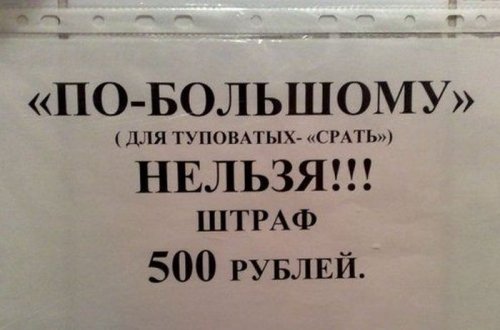 «ПО-БОЛЬШОМУ»
( ДЛЯ ТУПОВАТЫХ- «СРАТЬ»)
НЕЛЬЗЯ!!!
ШТРАФ
500 РУБЛЕЙ.